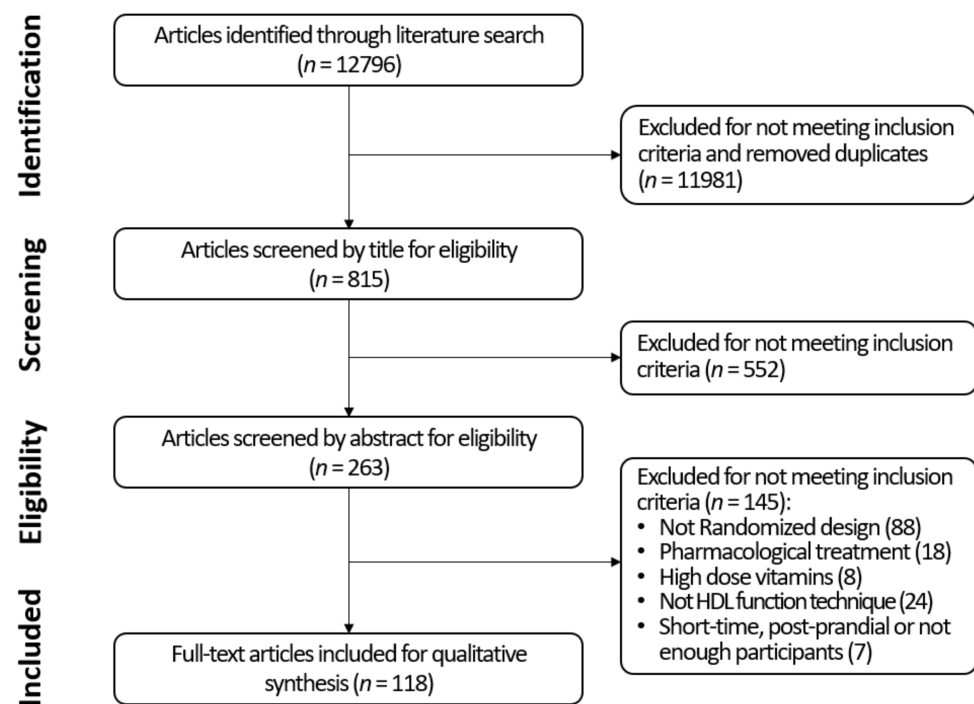 Identification
Articles identified through literature search
(n = 12796)
Excluded for not meeting inclusion
criteria and removed duplicates
(n = 11981)
Screening
Articles screened by title for eligibility
(n = 815)
Excluded for not meeting inclusion
criteria (n = 552)
Eligibility
Articles screened by abstract for eligibility
(n = 263)
Excluded for not meeting inclusion
criteria (n = 145):
• Not Randomized design (88)
• Pharmacological treatment (18)
• High dose vitamins (8)
• Not HDL function technique (24)
• Short-time, post-prandial or not
enough participants (7)
Included
Full-text articles included for qualitative
synthesis (n = 118)